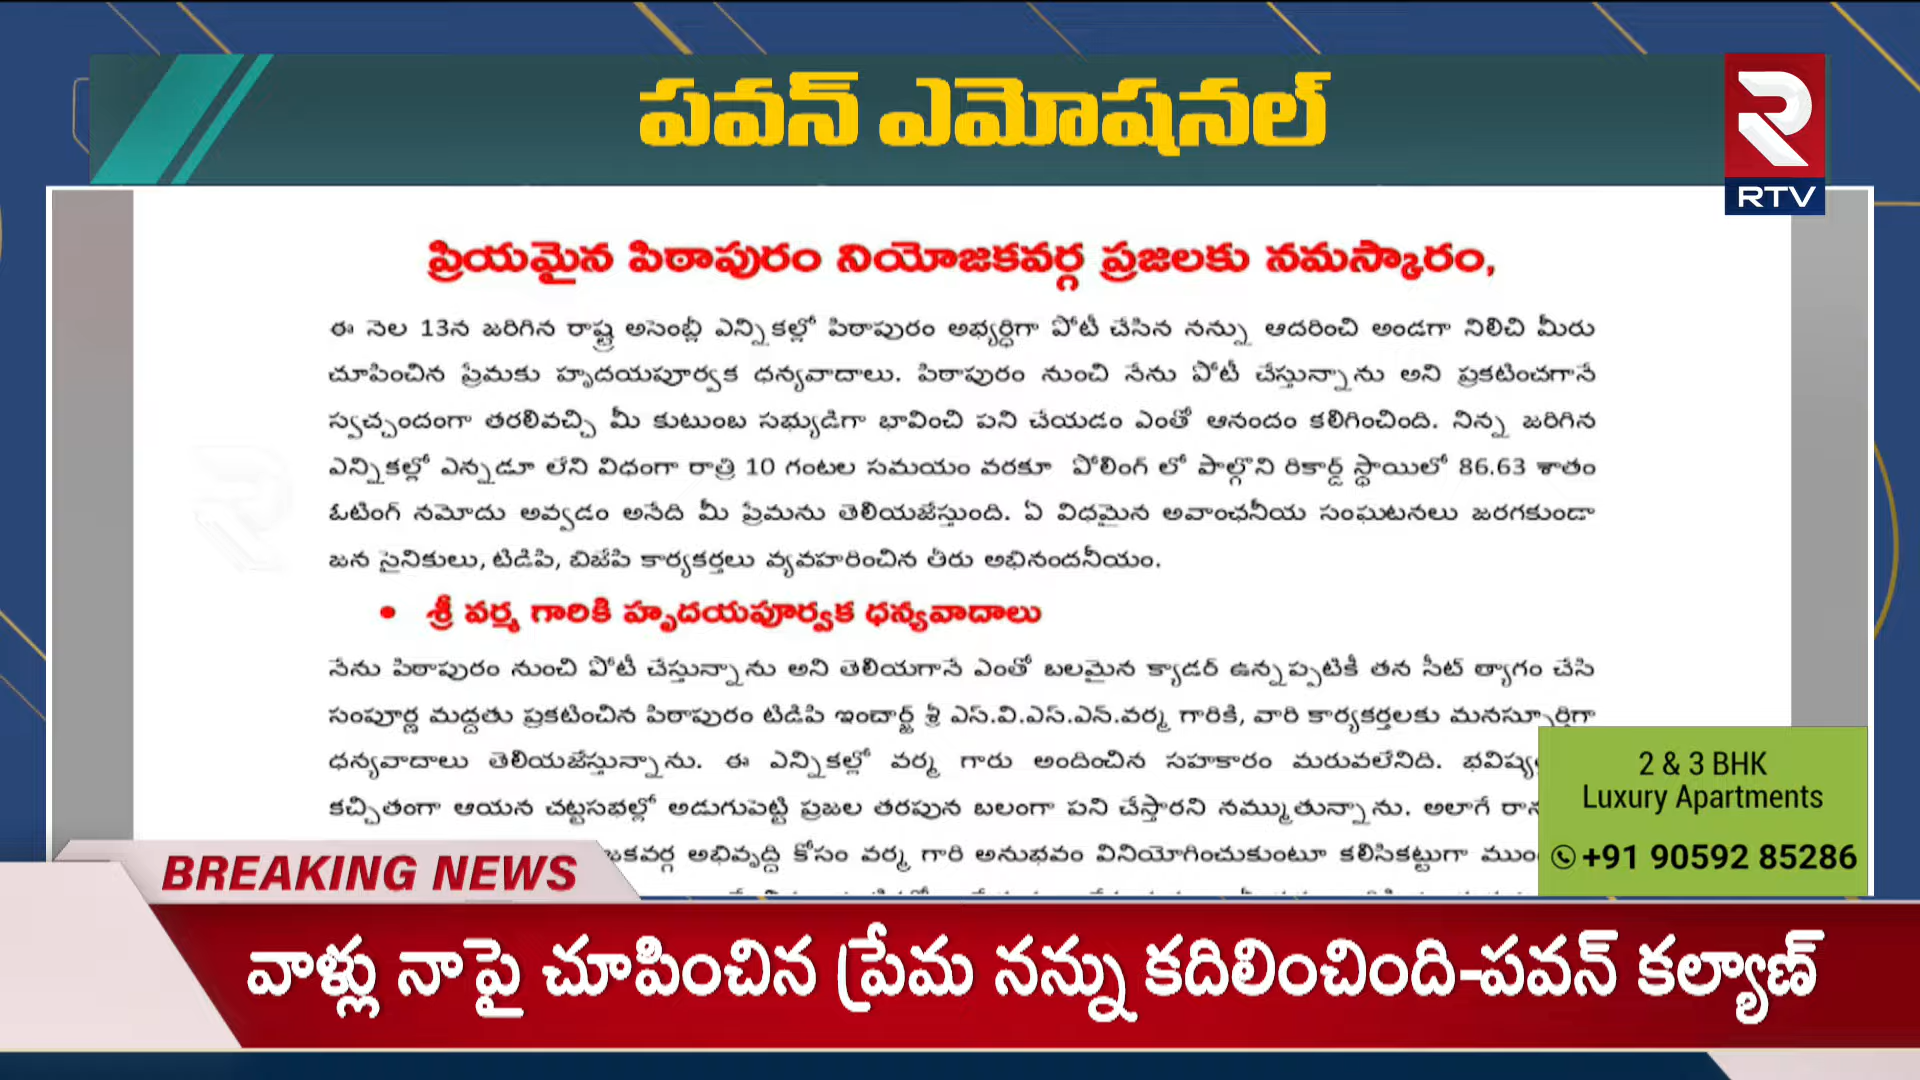 పవన్ ఎమోషనల్
RTV
ప్రియమైన పిఠాపురం నియోజకవర్గ ప్రజలకు నమస్కారం,
ఈ నెల 13న జరిగిన రాష్ట్ర అసెంబ్లీ ఎన్నికల్లో పిఠాపురం అభ్యర్ధిగా పోటీ చేసిన నన్ను ఆదరించి అండగా నిలిచి మీరు
చూపించిన ప్రేమకు హృదయపూర్వక ధన్యవాదాలు. పిఠాపురం నుంచి నేను పోటీ చేస్తున్నాను అని ప్రకటించగానే
స్వచ్చందంగా తరలివచ్చి మీ కుటుంబ సభ్యుడిగా భావించి పని చేయడం ఎంతో ఆనందం కలిగించింది. నిన్న జరిగిన
ఎన్నికల్లో ఎన్నడూ లేని విధంగా రాత్రి 10 గంటల సమయం వరకూ పోలింగ్ లో పాల్గొని రికార్డ్ స్థాయిలో 86.63 శాతం
ఓటింగ్ నమోదు అవ్వడం అనేది మీ ప్రేమను తెలియజేస్తుంది. ఏ విధమైన అవాంఛనీయ సంఘటనలు జరగకుండా
జన సైనికులు, టిడిపి, బిజేపి కార్యకర్తలు వ్యవహరించిన తీరు అభినందనీయం.
• శ్రీ వర్మ గారికి హృదయపూర్వక ధన్యవాదాలు
నేను పిఠాపురం నుంచి పోటీ చేస్తున్నాను అని తెలియగానే ఎంతో బలమైన క్యాడర్ ఉన్నప్పటికీ తన సీట్ త్యాగం చేసి
సంపూర్ణ మద్దతు ప్రకటించిన పిఠాపురం టిడిపి ఇంచార్జ్ శ్రీ ఎస్.వి.ఎస్.ఎన్.వర్మ గారికి, వారి కార్యకర్తలకు మనస్ఫూర్తిగా
ధన్యవాదాలు తెలియజేస్తున్నాను. ఈ ఎన్నికల్లో వర్మ గారు అందించిన సహకారం మరువలేనిది.
కచ్చితంగా ఆయన చట్టసభల్లో అడుగుపెట్టి ప్రజల తరపున బలంగా పని చేస్తారని నమ్ముతున్నాను. అలాగే
అభివృద్ది కోసం వర్మ గారి అనుభవం వినియోగించుకుంటూ కలిసికట్టుగా
2 & 3 BHK
Luxury Apartments
+91 90592 85286
BREAKING NEWS
వాళ్లు నాపై చూపించిన ప్రేమ నన్ను కదిలించింది-పవన్ కల్యాణ్